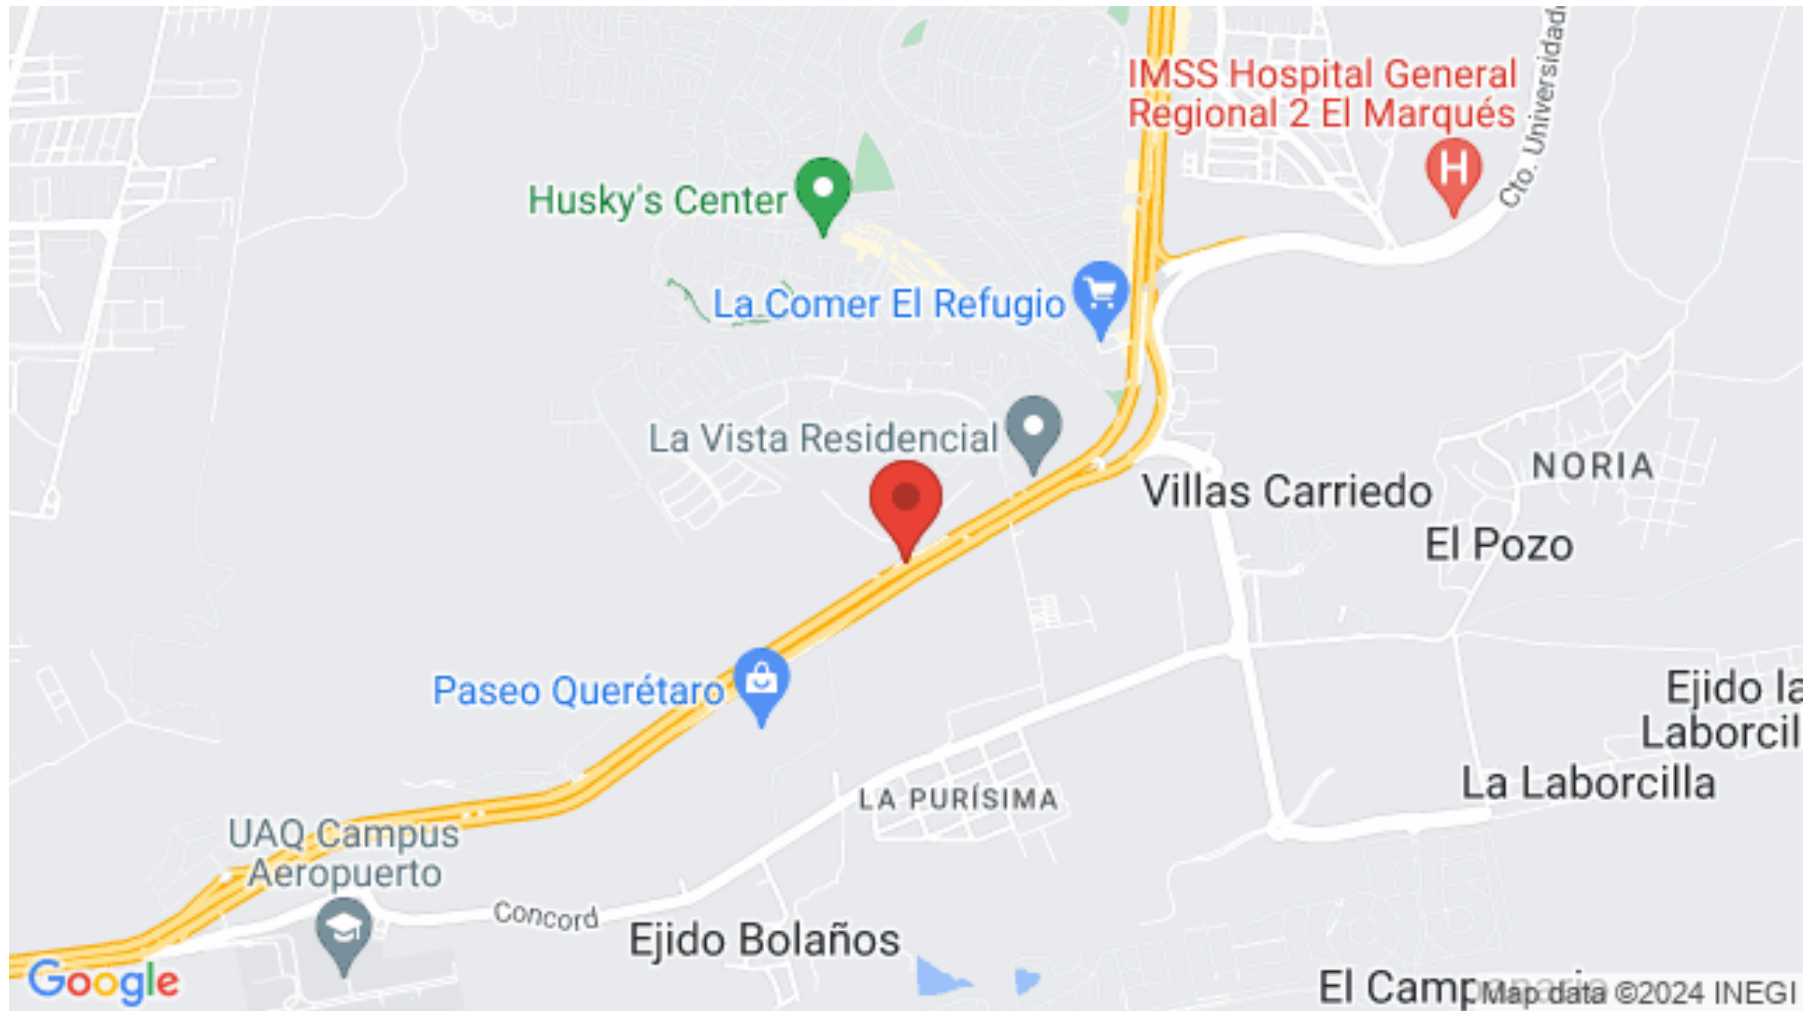 IMSS Hospital General
Regional 2 El Marqués
Cto. Universidad
Husky's Center
La Comer El Refugio
La Vista Residencial
Villas Carriedo
NORIA
El Pozo
Paseo Querétaro
Ejido la
Laborcil
La Laborcilla
LA PURÍSIMA
UAQ Campus
Aeropuerto
Concord
Ejido Bolaños
Google
El Campanario
Map data ©2024 INEGI